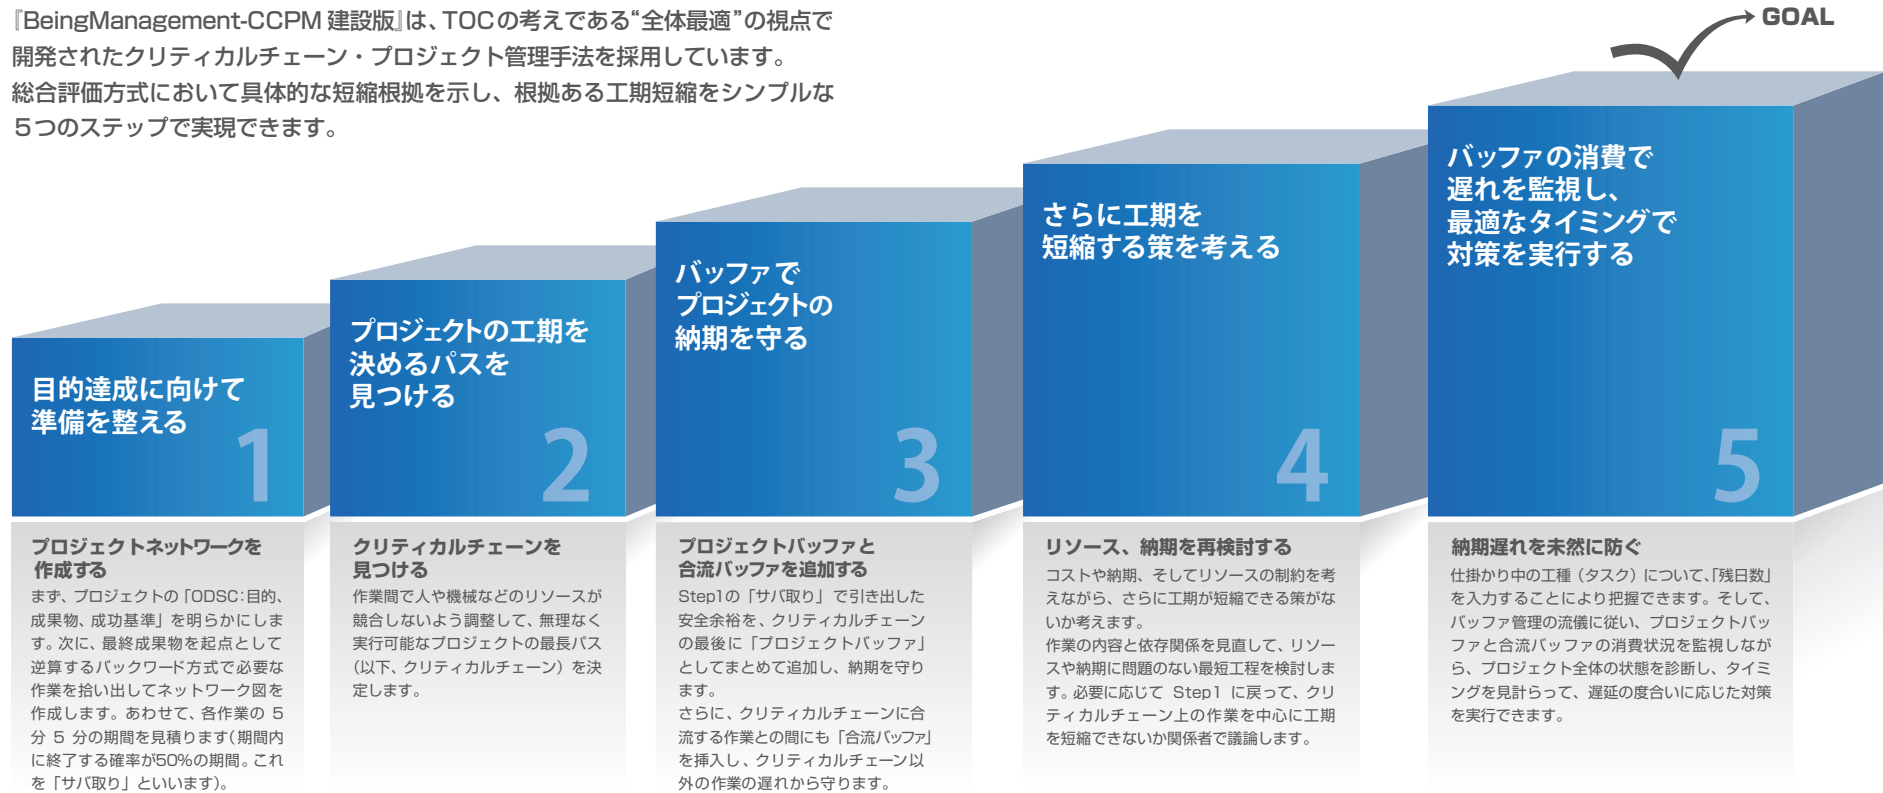 『BeingManagement-CCPM 建設版』は、TOCの考えである“全体最適”の視点で
開発されたクリティカルチェーン・プロジェクト管理手法を採用しています。
総合評価方式において具体的な短縮根拠を示し、根拠ある工期短縮をシンプルな
5つのステップで実現できます。
GOAL
目的達成に向けて
準備を整える
1
プロジェクトネットワークを
作成する
まず、プロジェクトの「ODSC:目的、
成果物、成功基準」を明らかにしま
す。次に、最終成果物を起点として
逆算するバックワード方式で必要な
作業を拾い出してネットワーク図を
作成します。あわせて、各作業の 5
分 5 分の期間を見積ります(期間内
に終了する確率が50%の期間。これ
を「サバ取り」といいます)。
プロジェクトの工期を
決めるパスを
見つける
2
クリティカルチェーンを
見つける
作業間で人や機械などのリソースが
競合しないよう調整して、無理なく
実行可能なプロジェクトの最長パス
(以下、クリティカルチェーン)を決
定します。
バッファで
プロジェクトの
納期を守る
3
プロジェクトバッファと
合流バッファを追加する
Step1の「サバ取り」で引き出した
安全余裕を、クリティカルチェーン
の最後に「プロジェクトバッファ」
としてまとめて追加し、納期を守り
ます。
さらに、クリティカルチェーンに合
流する作業との間にも「合流バッファ」
を挿入し、クリティカルチェーン以
外の作業の遅れから守ります。
さらに工期を
短縮する策を考える
4
リソース、納期を再検討する
コストや納期、そしてリソースの制約を考
えながら、さらに工期が短縮できる策がな
いか考えます。
作業の内容と依存関係を見直して、リソー
スや納期に問題のない最短工程を検討しま
す。必要に応じて Step1 に戻って、クリ
ティカルチェーン上の作業を中心に工期
を短縮できないか関係者で議論します。
バッファの消費で
遅れを監視し、
最適なタイミングで
対策を実行する
5
納期遅れを未然に防ぐ
仕掛かり中の工種(タスク)について、「残日数」
を入力することにより把握できます。そして、
バッファ管理の流儀に従い、プロジェクトバッ
ファと合流バッファの消費状況を監視しなが
ら、プロジェクト全体の状態を診断し、タイミ
ングを見計らって、遅延の度合いに応じた対策
を実行できます。